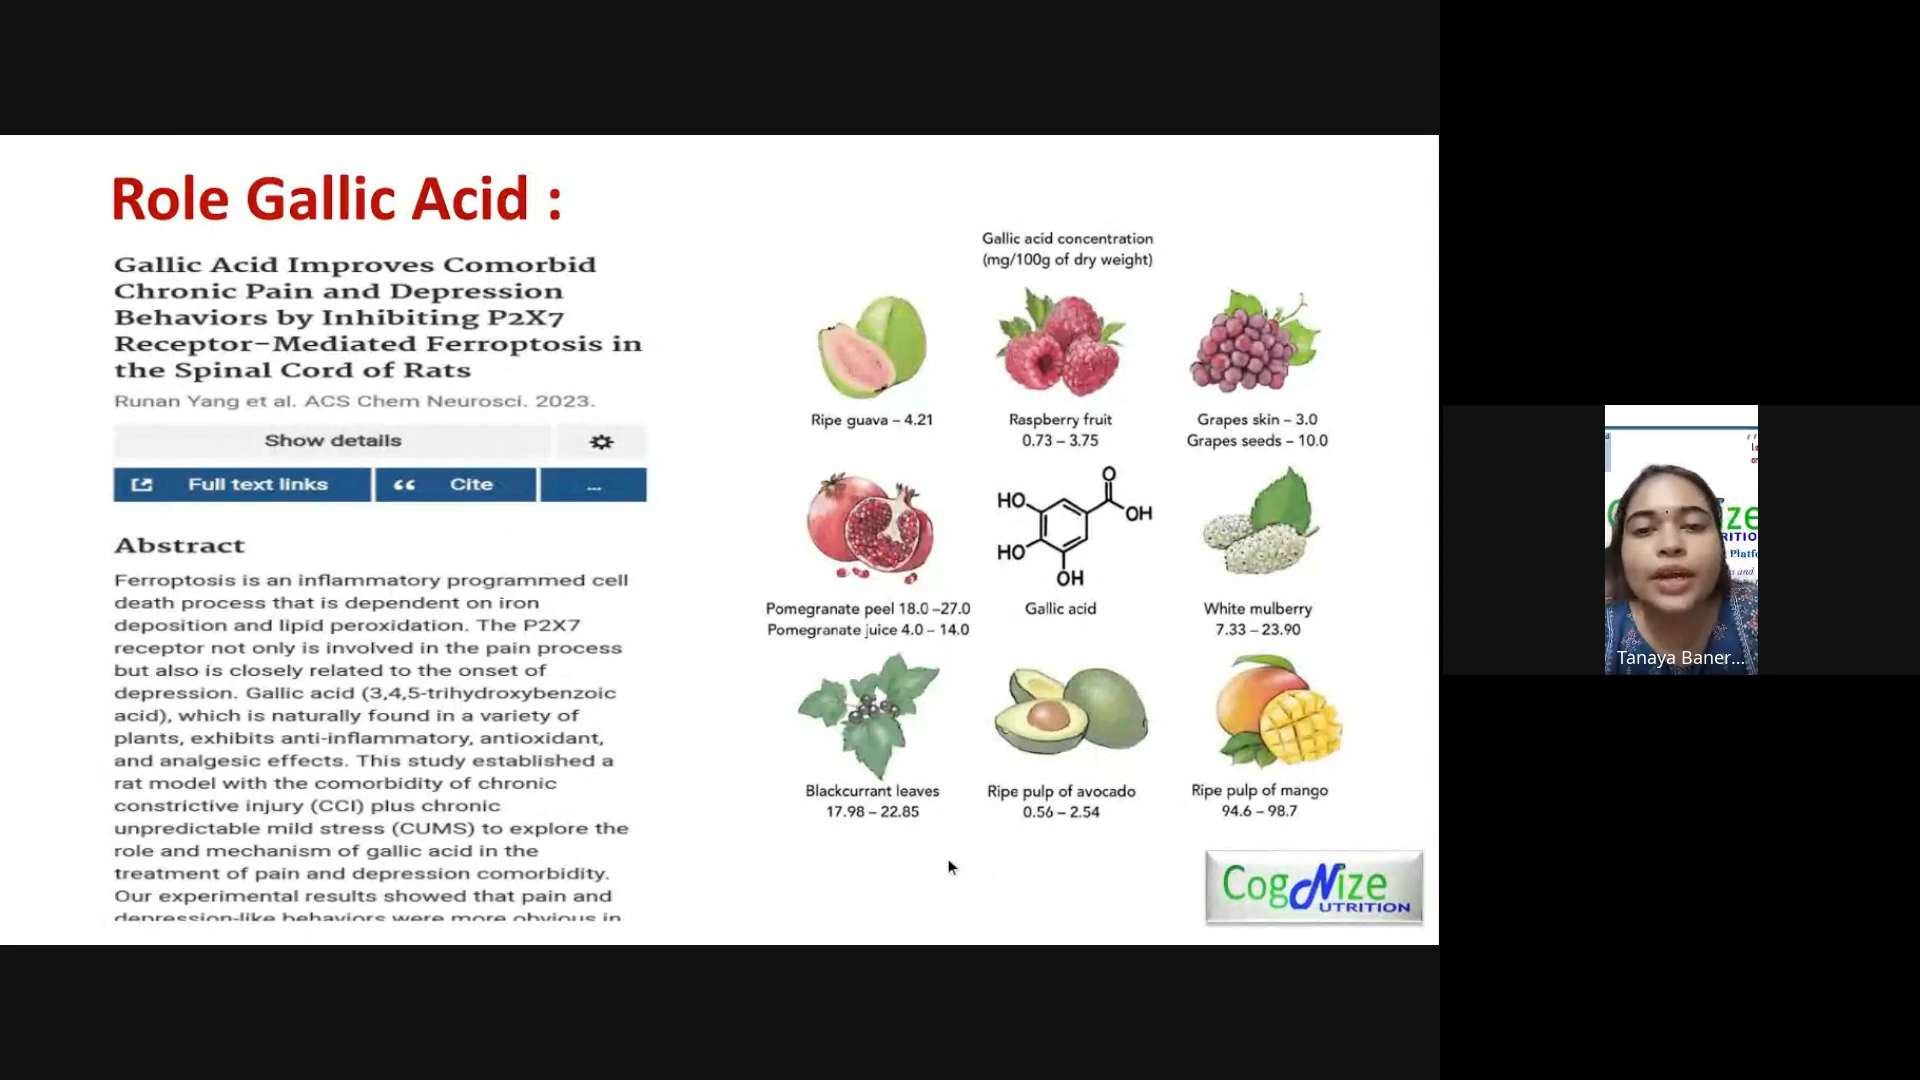 Role Gallic Acid :
Gallic Acid Improves Comorbid
Chronic Pain and Depression
Behaviors by Inhibiting P2X7
Receptor–Mediated Ferroptosis in
the Spinal Cord of Rats
Runan Yang et al. ACS Chem Neurosci. 2023.
Show details
Full text links
Cite
...
Abstract
Ferroptosis is an inflammatory programmed cell
death process that is dependent on iron
deposition and lipid peroxidation. The P2X7
receptor not only is involved in the pain process
but also is closely related to the onset of
depression. Gallic acid (3,4,5-trihydroxybenzoic
acid), which is naturally found in a variety of
plants, exhibits anti-inflammatory, antioxidant,
and analgesic effects. This study established a
rat model with the comorbidity of chronic
constrictive injury (CCI) plus chronic
unpredictable mild stress (CUMS) to explore the
role and mechanism of gallic acid in the
treatment of pain and depression comorbidity.
Our experimental results showed that pain and
depression-like behaviors were more obvious in
Gallic acid concentration
(mg/100g of dry weight)
Ripe guava – 4.21
Raspberry fruit
0.73 – 3.75
Grapes skin – 3.0
Grapes seeds – 10.0
Pomegranate peel 18.0 –27.0
Pomegranate juice 4.0 – 14.0
O
HO
OH
HO
OH
Gallic acid
White mulberry
7.33 – 23.90
Blackcurrant leaves
17.98 – 22.85
Ripe pulp of avocado
0.56 – 2.54
Ripe pulp of mango
94.6 – 98.7
CogNize
UTRITION
Tanaya Baner...